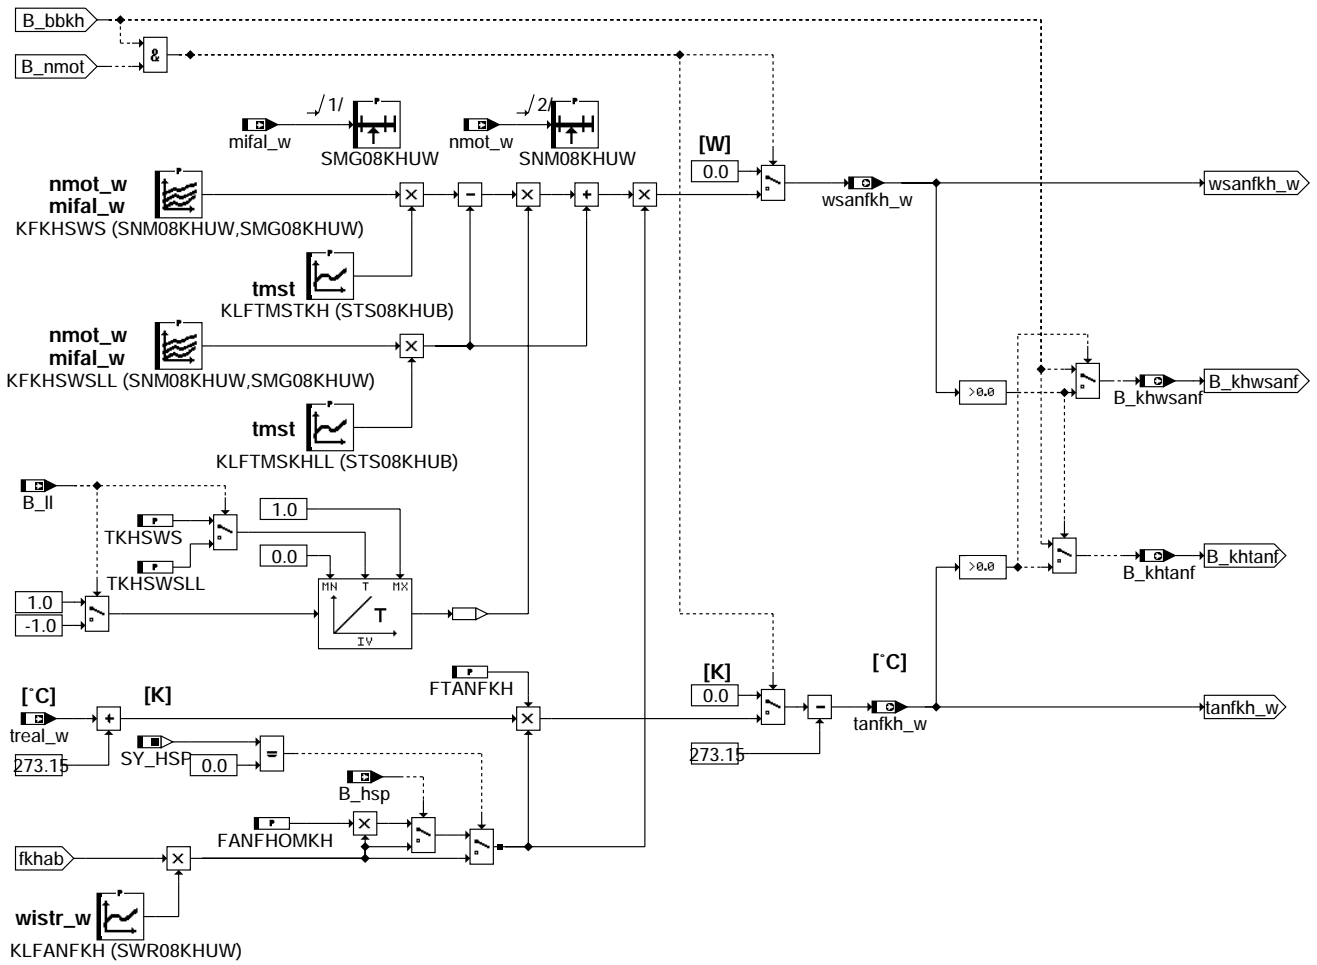 B_bbkh
B_nmot
&
1/
mifal_w
SMG08KHUW
2/
nmot_w
SNM08KHUW
[W]
0.0
wsanfkh_w
wsanfkh_w
nmot_w
mifal_w
KFKHSWS (SNM08KHUW,SMG08KHUW)
tmst
KLFTMSTKH (STS08KHUB)
nmot_w
mifal_w
KFKHSWSLL (SNM08KHUW,SMG08KHUW)
tmst
KLFTMSKHLL (STS08KHUB)
>0.0
B_khwsanf
B_khwsanf
B_ll
TKHSWS
TKHSWSLL
1.0
0.0
MN T MX
T
IV
1.0
-1.0
>0.0
B_khtanf
B_khtanf
[°C]
treal_w
273.15
[K]
P
FTANFKH
[K]
0.0
273.15
[°C]
tanfkh_w
tanfkh_w
SY_HSP
0.0
=
B_hsp
P
FANFHOMKH
fkhab
wistr_w
KLFANFKH (SWR08KHUW)